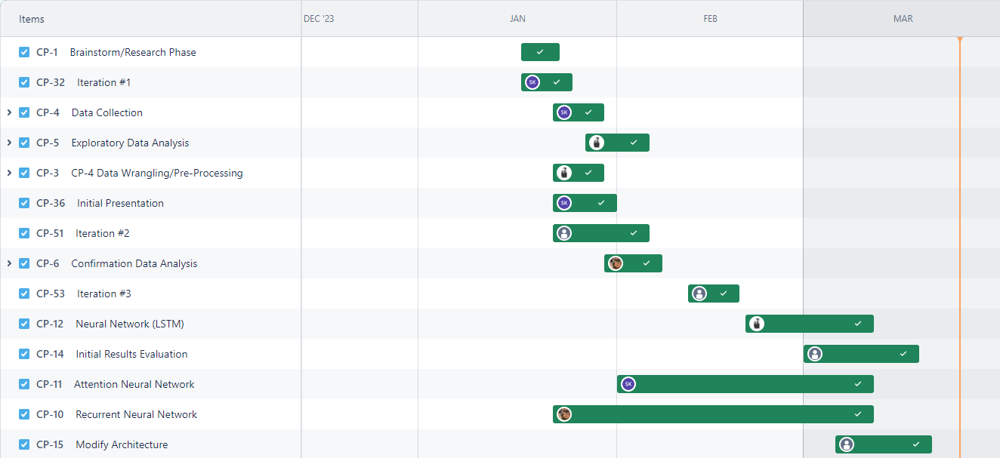 Items DEC '23 JAN FEB MAR
CP-1 Brainstorm/Research Phase
CP-32 Iteration #1 SK
CP-4 Data Collection SK
CP-5 Exploratory Data Analysis
CP-3 CP-4 Data Wrangling/Pre-Processing
CP-36 Initial Presentation SK
CP-51 Iteration #2
CP-6 Confirmation Data Analysis
CP-53 Iteration #3
CP-12 Neural Network (LSTM)
CP-14 Initial Results Evaluation
CP-11 Attention Neural Network SK
CP-10 Recurrent Neural Network
CP-15 Modify Architecture